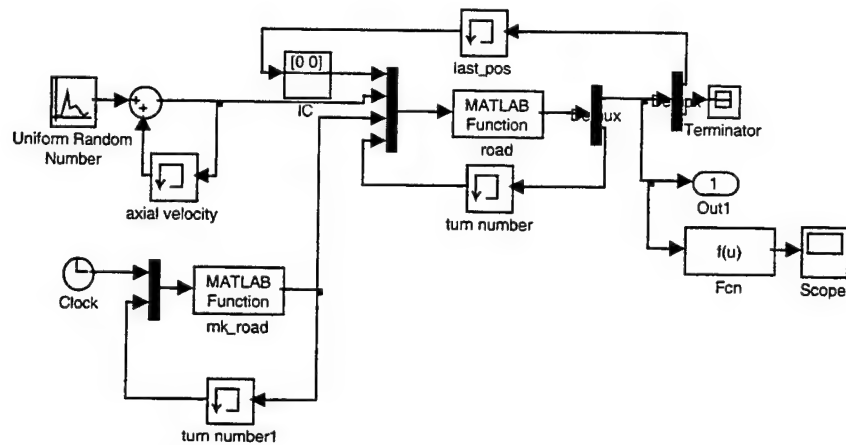 [0 0]
last_pos
IC
Uniform Random
Number
+
+
axial velocity
MATLAB
Function
road
Demux
Terminator
turn number
1
Out1
f(u)
Fcn
Scope
Clock
MATLAB
Function
mk_road
turn number1